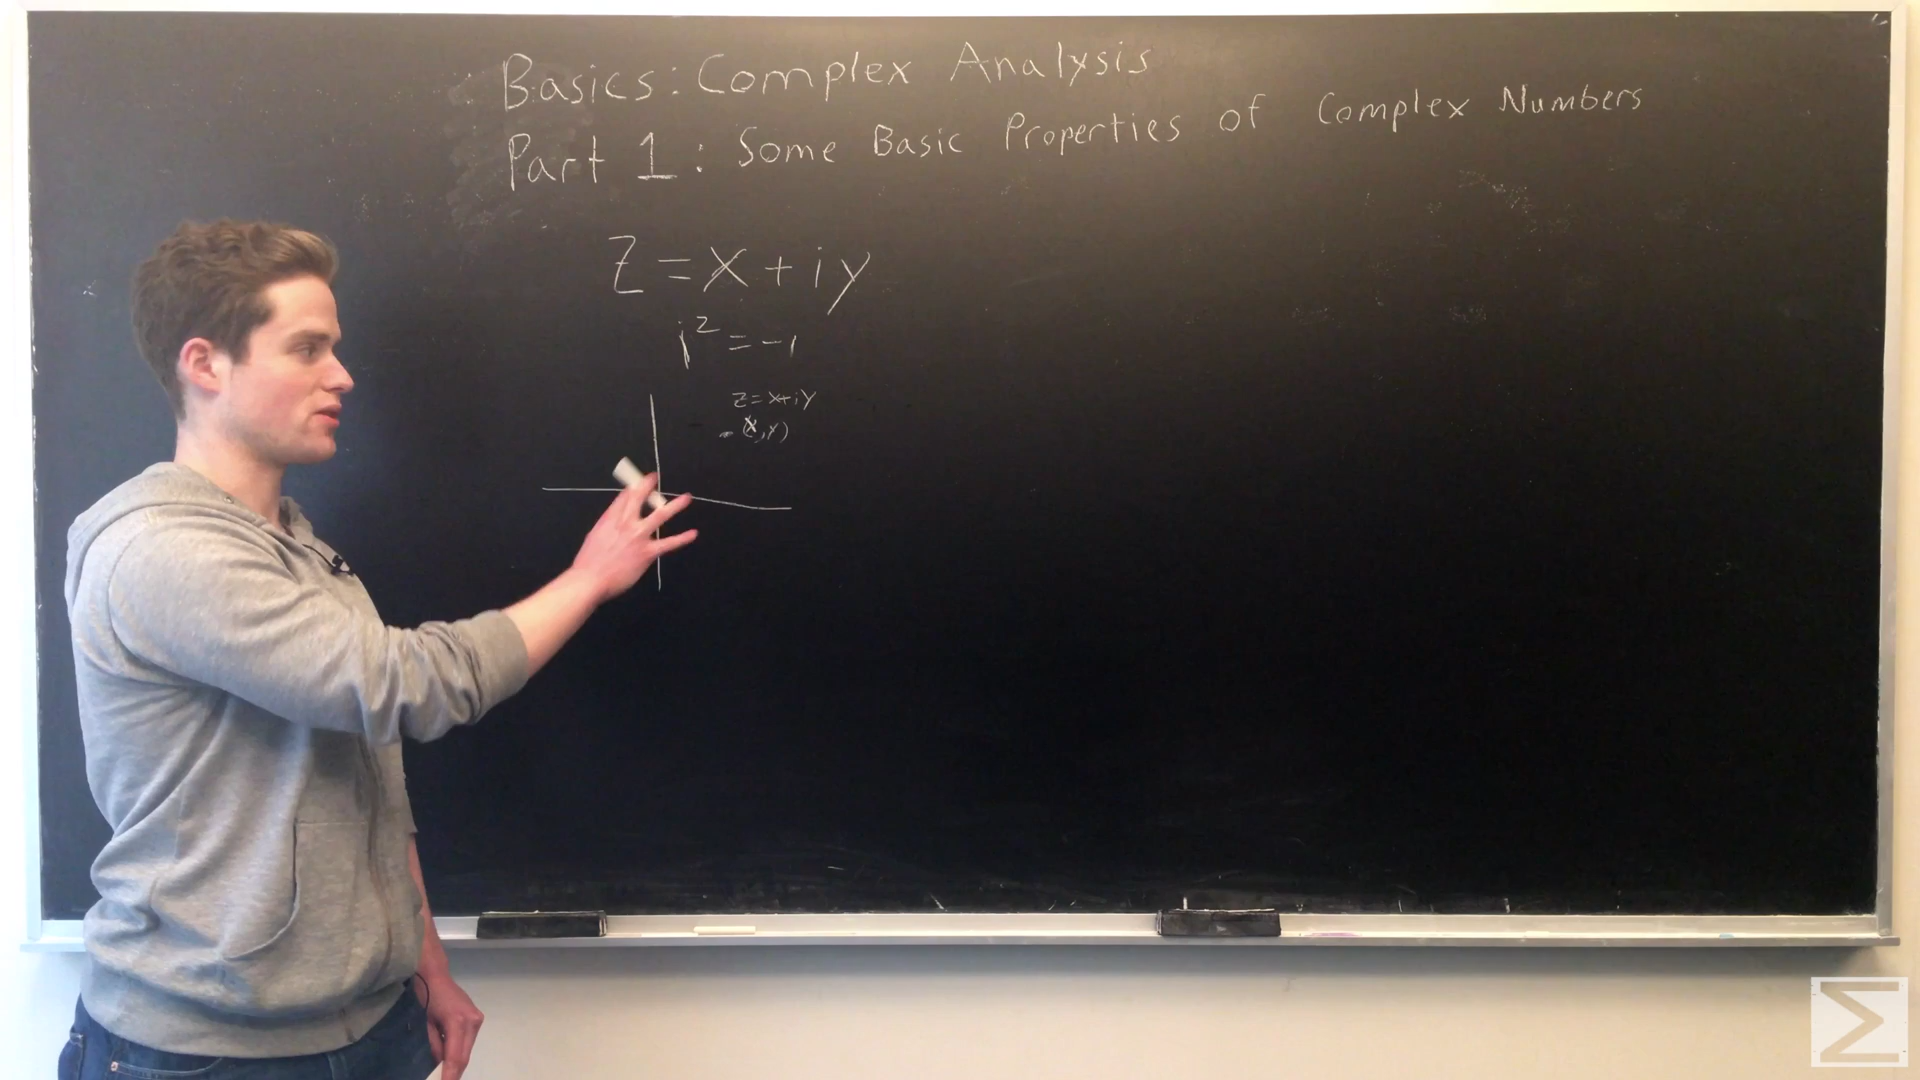 Basics: Complex Analysis
Part 1: Some Basic Properties of Complex Numbers
Z = x + iy
i² = -1
z = x+iy
(x, y)
Σ